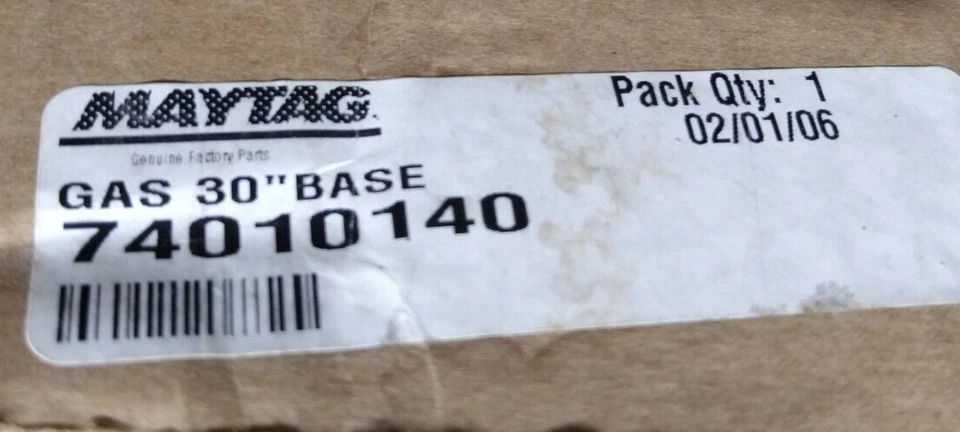 MAYTAG
Genuine Factory Parts
GAS 30" BASE
74010140
Pack Qty: 1
02/01/06